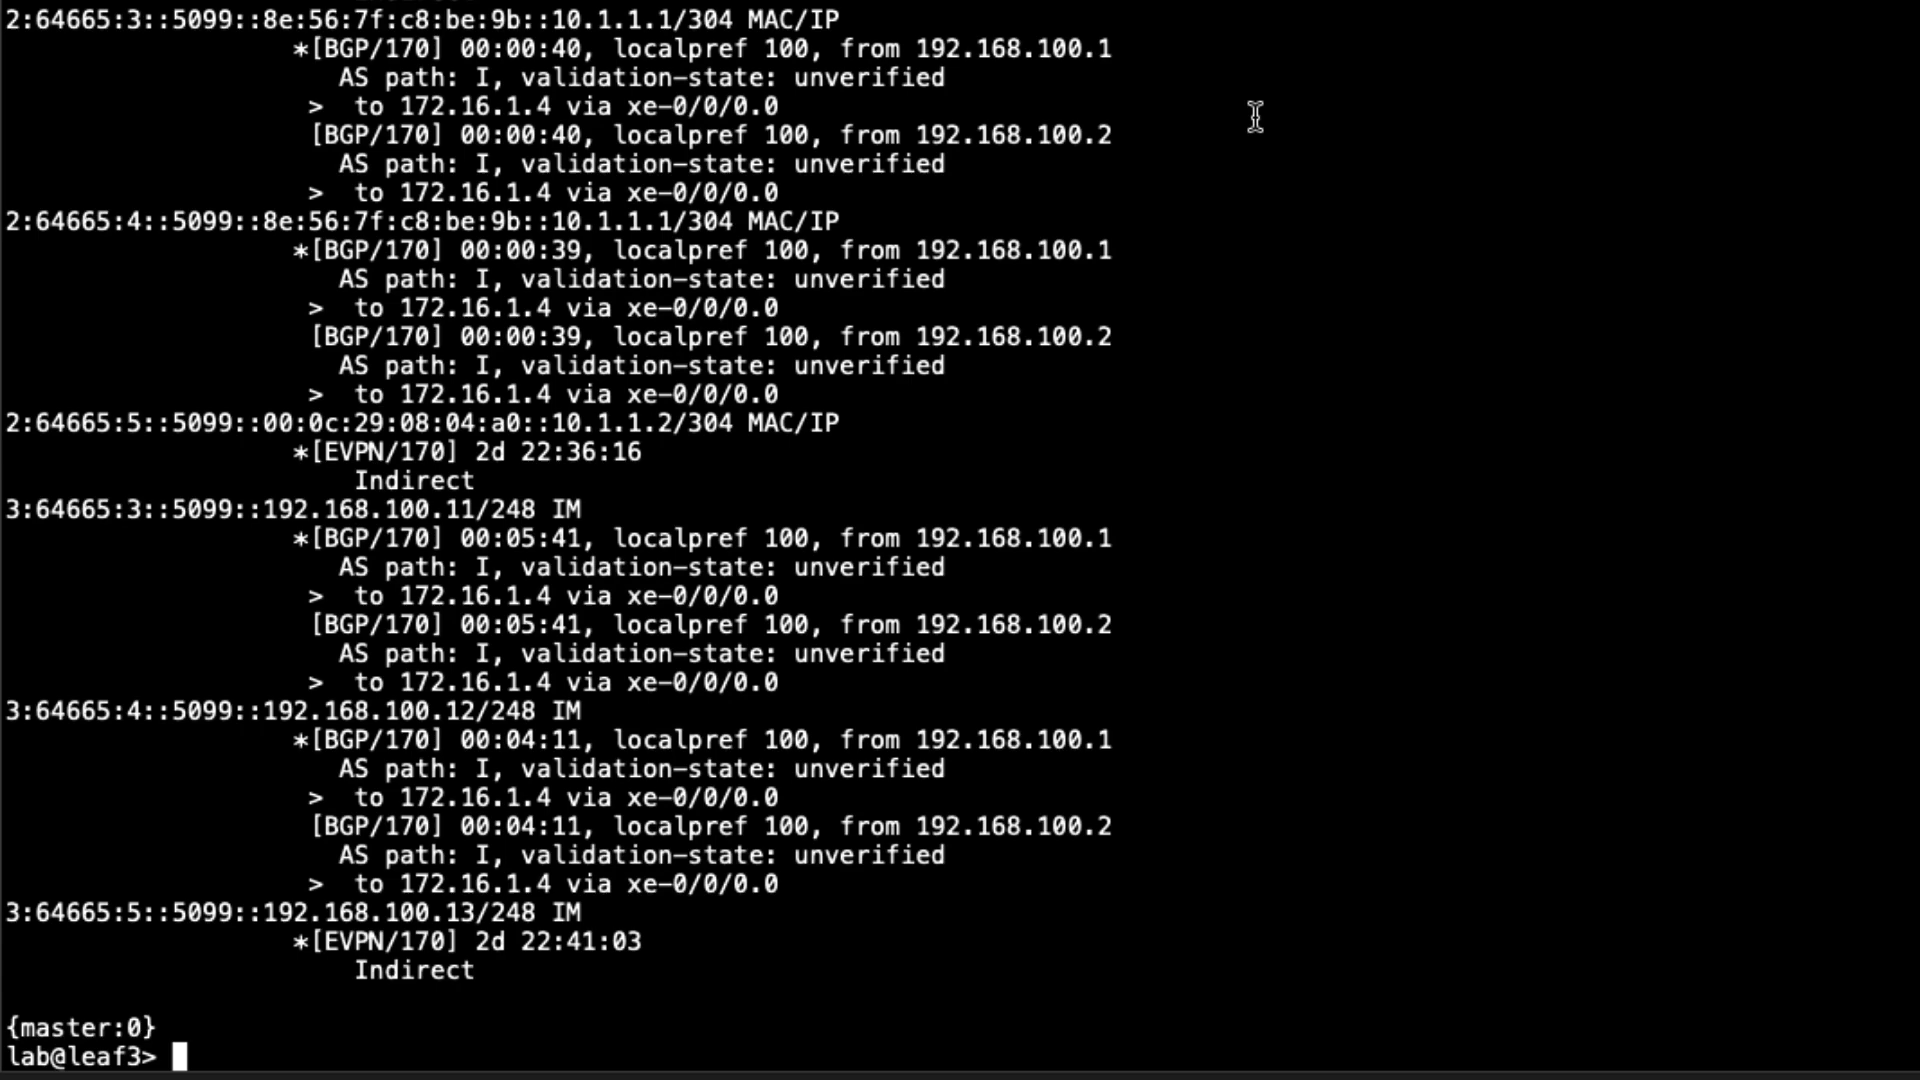 2:64665:3::5099::8e:56:7f:c8:be:9b::10.1.1.1/304 MAC/IP
*[BGP/170] 00:00:40, localpref 100, from 192.168.100.1
AS path: I, validation-state: unverified
> to 172.16.1.4 via xe-0/0/0.0
[BGP/170] 00:00:40, localpref 100, from 192.168.100.2
AS path: I, validation-state: unverified
> to 172.16.1.4 via xe-0/0/0.0
2:64665:4::5099::8e:56:7f:c8:be:9b::10.1.1.1/304 MAC/IP
*[BGP/170] 00:00:39, localpref 100, from 192.168.100.1
AS path: I, validation-state: unverified
> to 172.16.1.4 via xe-0/0/0.0
[BGP/170] 00:00:39, localpref 100, from 192.168.100.2
AS path: I, validation-state: unverified
> to 172.16.1.4 via xe-0/0/0.0
2:64665:5::5099::00:0c:29:08:04:a0::10.1.1.2/304 MAC/IP
*[EVPN/170] 2d 22:36:16
Indirect
3:64665:3::5099::192.168.100.11/248 IM
*[BGP/170] 00:05:41, localpref 100, from 192.168.100.1
AS path: I, validation-state: unverified
> to 172.16.1.4 via xe-0/0/0.0
[BGP/170] 00:05:41, localpref 100, from 192.168.100.2
AS path: I, validation-state: unverified
> to 172.16.1.4 via xe-0/0/0.0
3:64665:4::5099::192.168.100.12/248 IM
*[BGP/170] 00:04:11, localpref 100, from 192.168.100.1
AS path: I, validation-state: unverified
> to 172.16.1.4 via xe-0/0/0.0
[BGP/170] 00:04:11, localpref 100, from 192.168.100.2
AS path: I, validation-state: unverified
> to 172.16.1.4 via xe-0/0/0.0
3:64665:5::5099::192.168.100.13/248 IM
*[EVPN/170] 2d 22:41:03
Indirect
{master:0}
lab@leaf3>